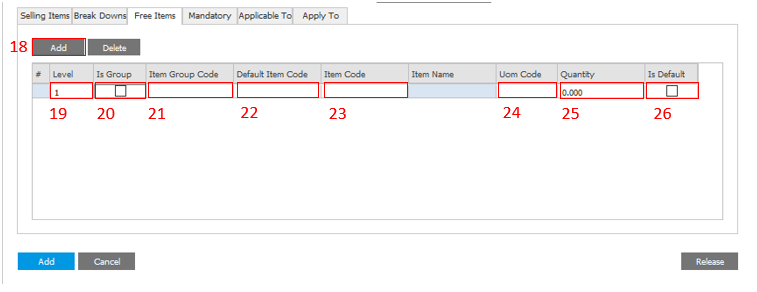 Selling Items Break Downs Free Items Mandatory Applicable To Apply To
18 Add Delete
# Level Is Group Item Group Code Default Item Code Item Code Item Name Uom Code Quantity Is Default
1 0.000
19 20 21 22 23 24 25 26
Add Cancel Release